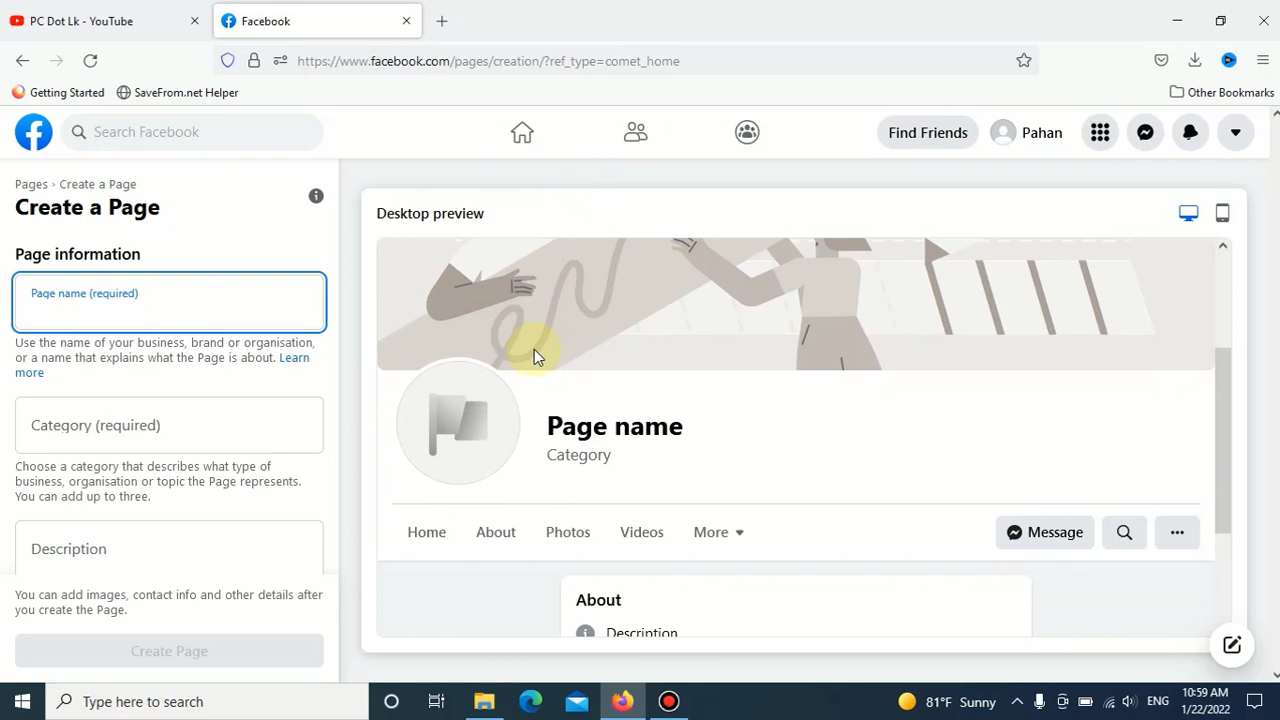 PC Dot Lk - YouTube
Facebook
https://www.facebook.com/pages/creation/?ref_type=comet_home
Getting Started
SaveFrom.net Helper
Other Bookmarks
Search Facebook
Find Friends
Pahan
Pages › Create a Page
Create a Page
Page information
Page name (required)
Use the name of your business, brand or organisation,
or a name that explains what the Page is about. Learn
more
Category (required)
Choose a category that describes what type of
business, organisation or topic the Page represents.
You can add up to three.
Description
You can add images, contact info and other details after
you create the Page.
Create Page
Desktop preview
Page name
Category
Home
About
Photos
Videos
More
Message
About
Description
Type here to search
81°F Sunny
ENG
10:59 AM
1/22/2022